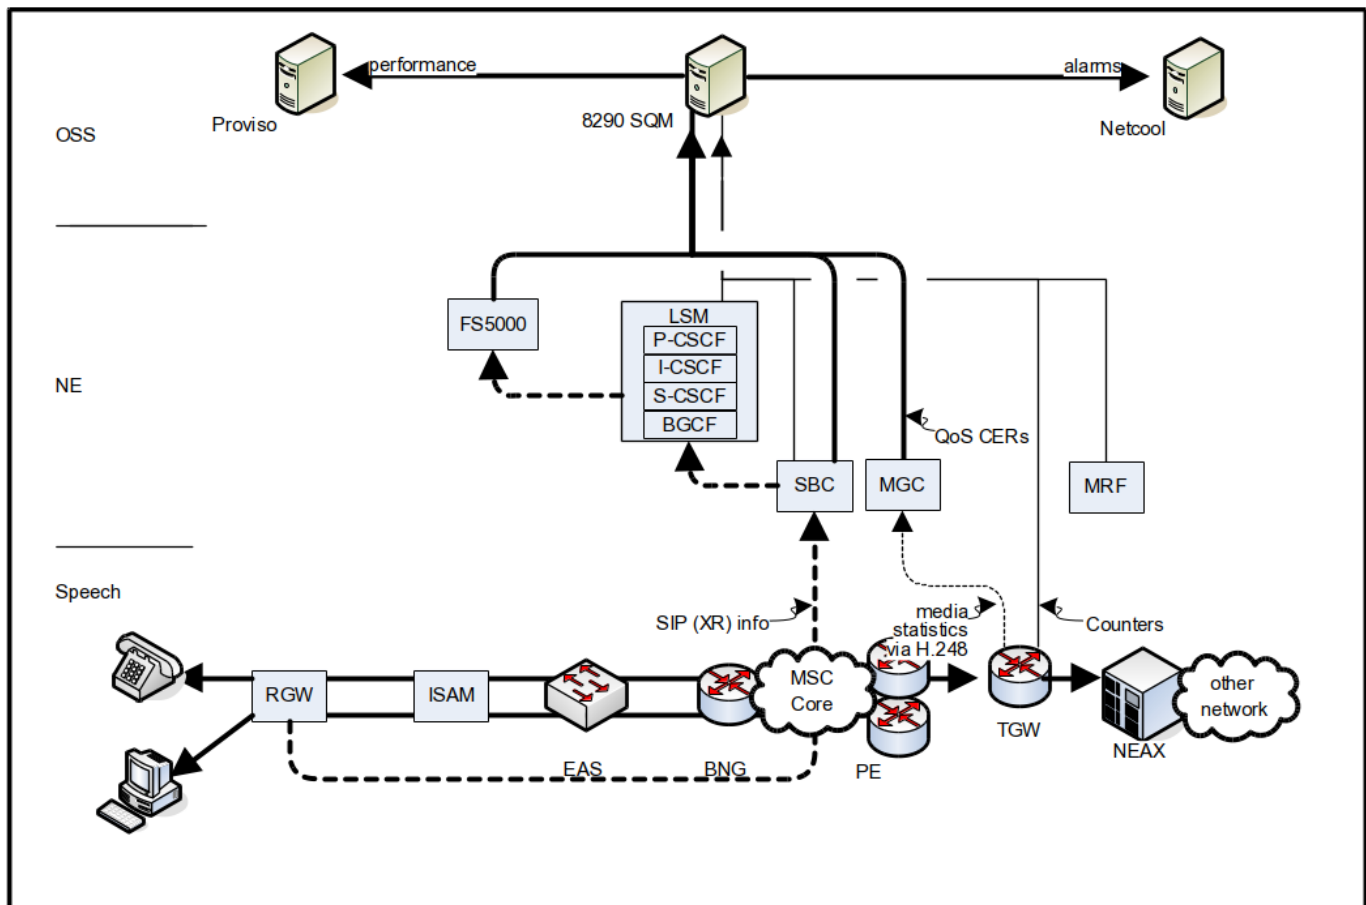 performance
alarms
Proviso
8290 SQM
Netcool
OSS
FS5000
LSM
P-CSCF
I-CSCF
S-CSCF
BGCF
NE
QoS CERs
SBC
MGC
MRF
Speech
SIP (XR) info
media
statistics
via H.248
Counters
RGW
ISAM
MSC
Core
other
network
TGW
NEAX
EAS
BNG
PE